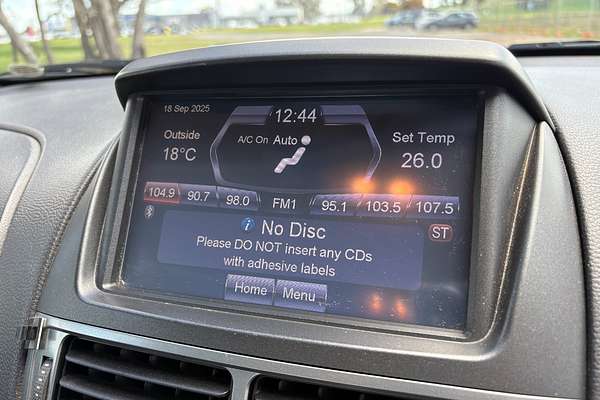 18 Sep 2025
12:44
Outside
18°C
A/C On Auto
Set Temp
26.0
104.9 90.7 98.0 FM1 95.1 103.5 107.5
No Disc
ST
Please DO NOT insert any CDs
with adhesive labels
Home Menu